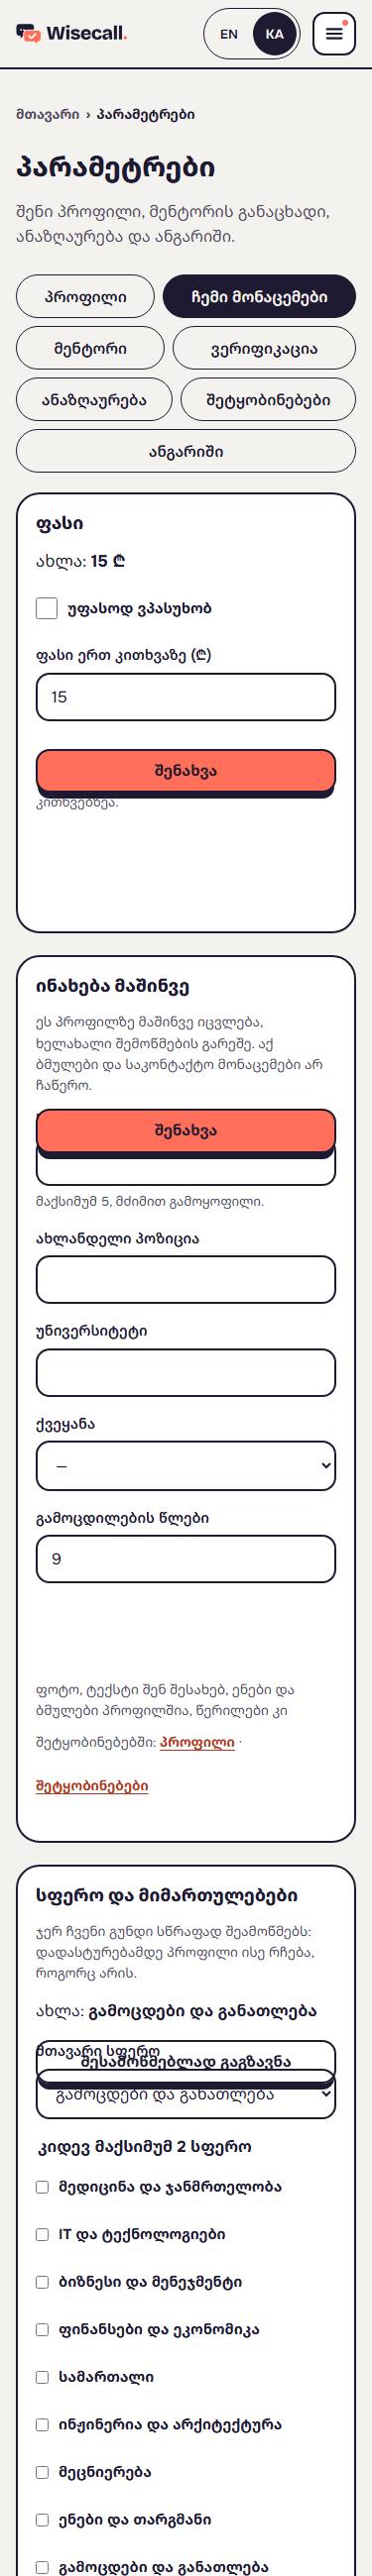 Wisecall.
EN
KA
მთავარი › პარამეტრები
პარამეტრები
შენი პროფილი, მენტორის განაცხადი,
ანაზღაურება და ანგარიში.
პროფილი
ჩემი მონაცემები
მენტორი
ვერიფიკაცია
ანაზღაურება
შეტყობინებები
ანგარიში
ფასი
ახლა: 15 ₾
უფასოდ ვპასუხობ
ფასი ერთ კითხვაზე (₾)
15
შენახვა
კითხვებზეა.
ინახება მაშინვე
ეს პროფილზე მაშინვე იცვლება,
ხელახალი შემოწმების გარეშე. აქ
ბმულები და საკონტაქტო მონაცემები არ
ჩაწერო.
შენახვა
მაქსიმუმ 5, მძიმით გამოყოფილი.
ახლანდელი პოზიცია
უნივერსიტეტი
ქვეყანა
—
გამოცდილების წლები
9
ფოტო, ტექსტი შენ შესახებ, ენები და
ბმულები პროფილშია, წერილები კი
შეტყობინებებში: პროფილი ·
შეტყობინებები
სფერო და მიმართულებები
ჯერ ჩვენი გუნდი სწრაფად შეამოწმებს:
დადასტურებამდე პროფილი ისე რჩება,
როგორც არის.
ახლა: გამოცდები და განათლება
მთავარი სფერო
შესამოწმებლად გაგზავნა
გამოცდები და განათლება
კიდევ მაქსიმუმ 2 სფერო
მედიცინა და ჯანმრთელობა
IT და ტექნოლოგიები
ბიზნესი და მენეჯმენტი
ფინანსები და ეკონომიკა
სამართალი
ინჟინერია და არქიტექტურა
მეცნიერება
ენები და თარგმანი
გამოცდები და განათლება